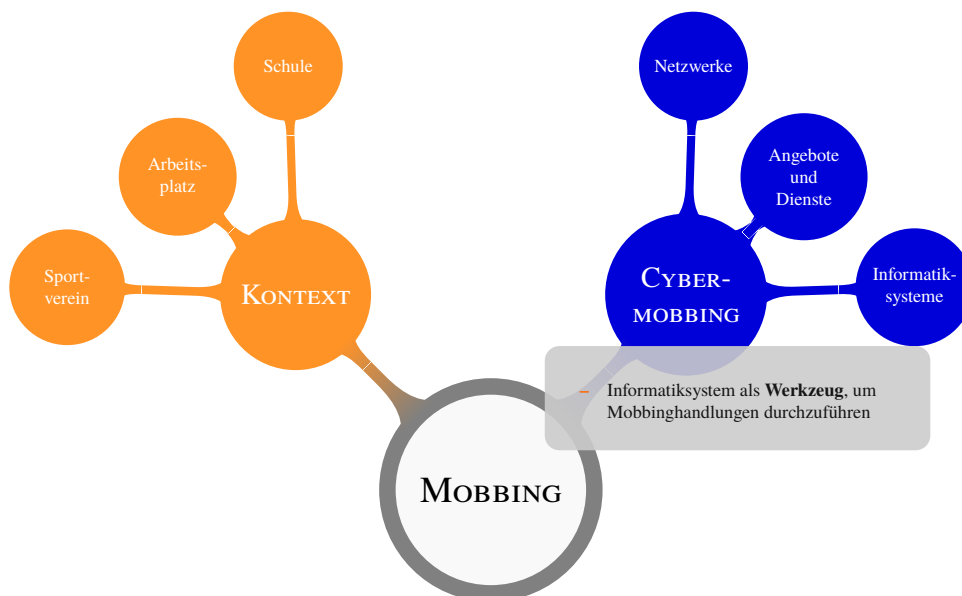 Schule
Netzwerke
Arbeits-
platz
Angebote
und
Dienste
Sport-
verein
Kontext
Cyber-
mobbing
Informatik-
systeme
– Informatiksystem als Werkzeug, um
Mobbinghandlungen durchzuführen
Mobbing